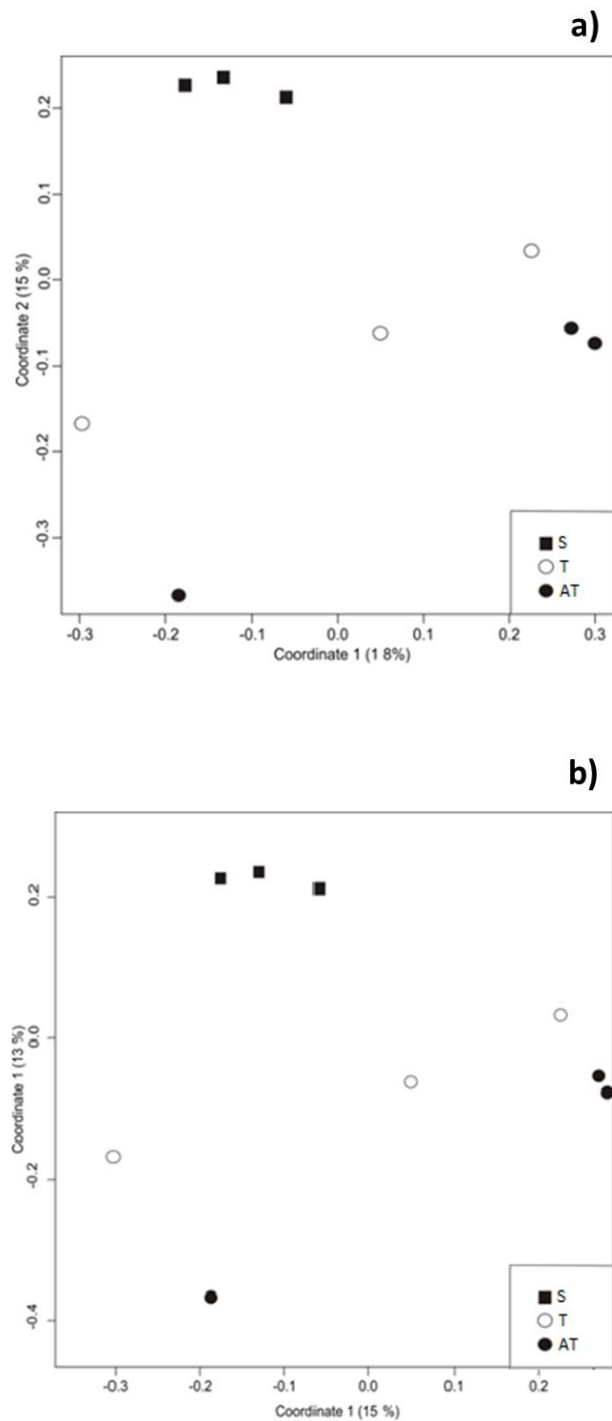 a)
0.2
0.1
0.0
-0.1
-0.2
-0.3
Coordinate 2 (15 %)
S
T
AT
-0.3 -0.2 -0.1 0.0 0.1 0.2 0.3
Coordinate 1 (1 8%)
b)
0.2
0.0
-0.2
-0.4
Coordinate 1 (13 %)
S
T
AT
-0.3 -0.2 -0.1 0.0 0.1 0.2
Coordinate 1 (15 %)